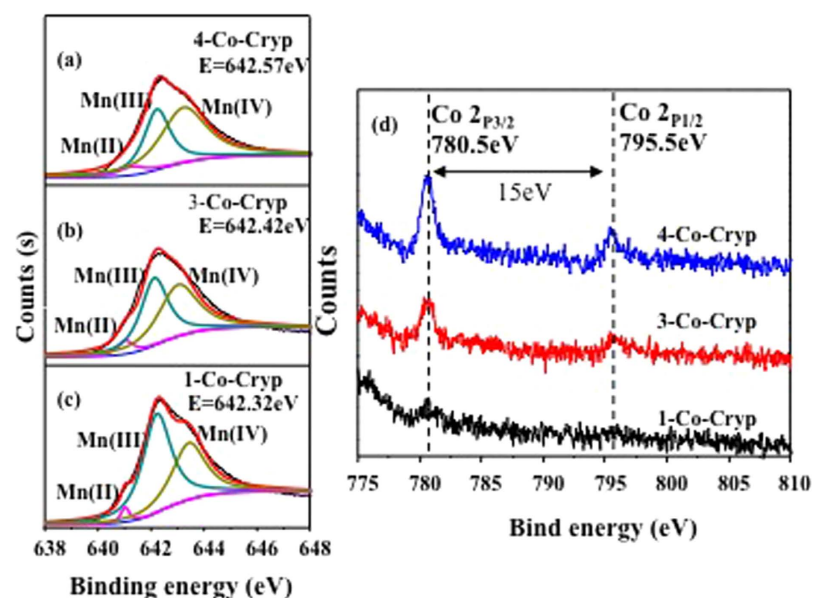 (a)
4-Co-Cryp
E=642.57eV
Mn(III)
Mn(IV)
Mn(II)
(b)
3-Co-Cryp
E=642.42eV
Mn(III)
Mn(IV)
Mn(II)
(c)
1-Co-Cryp
E=642.32eV
Mn(III)
Mn(IV)
Mn(II)
Counts (s)
638 640 642 644 646 648
Binding energy (eV)
(d)
Co 2P3/2
780.5eV
Co 2P1/2
795.5eV
15eV
4-Co-Cryp
3-Co-Cryp
1-Co-Cryp
Counts
775 780 785 790 795 800 805 810
Bind energy (eV)